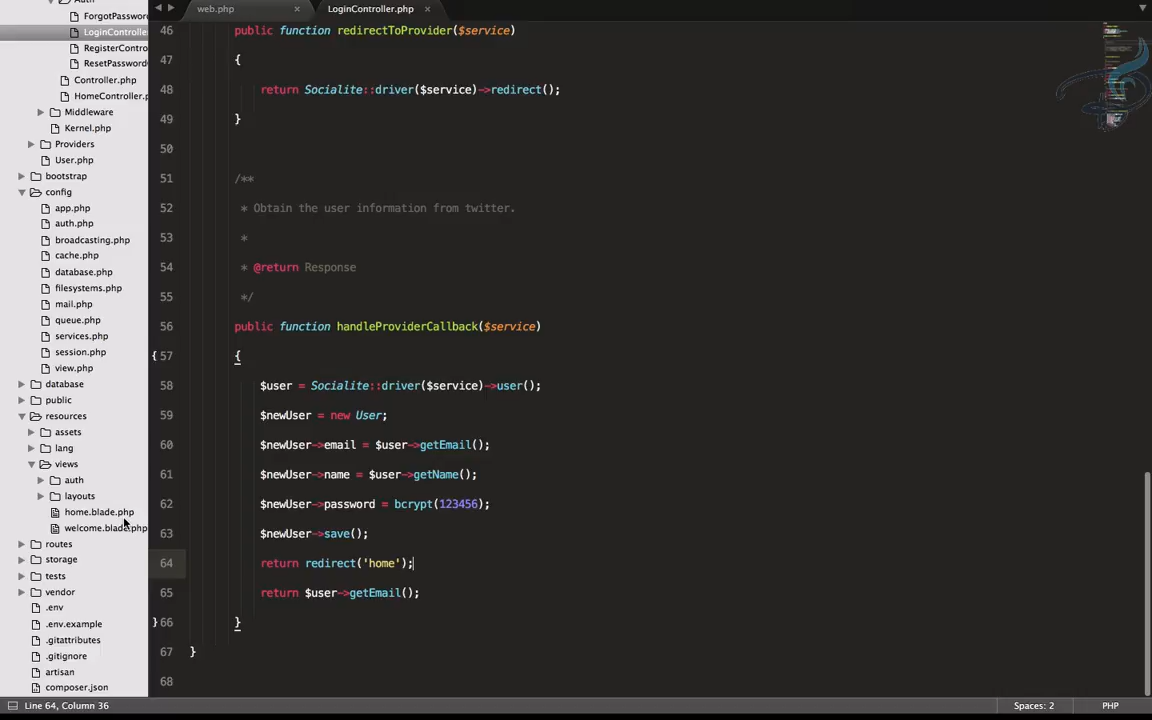 web.php × LoginController.php ×
Auth
ForgotPassword
LoginController
RegisterContro
ResetPassword
Controller.php
HomeController.p
Middleware
Kernel.php
Providers
User.php
bootstrap
config
app.php
auth.php
broadcasting.php
cache.php
database.php
filesystems.php
mail.php
queue.php
services.php
session.php
view.php
database
public
resources
assets
lang
views
auth
layouts
home.blade.php
welcome.blade.php
routes
storage
tests
vendor
.env
.env.example
.gitattributes
.gitignore
artisan
composer.json
46 public function redirectToProvider($service)
47 {
48 return Socialite::driver($service)->redirect();
49 }
50
51 /**
52 * Obtain the user information from twitter.
53 *
54 * @return Response
55 */
56 public function handleProviderCallback($service)
{ 57 {
58 $user = Socialite::driver($service)->user();
59 $newUser = new User;
60 $newUser->email = $user->getEmail();
61 $newUser->name = $user->getName();
62 $newUser->password = bcrypt(123456);
63 $newUser->save();
64 return redirect('home');
65 return $user->getEmail();
} 66 }
67 }
68
Line 64, Column 36 Spaces: 2 PHP